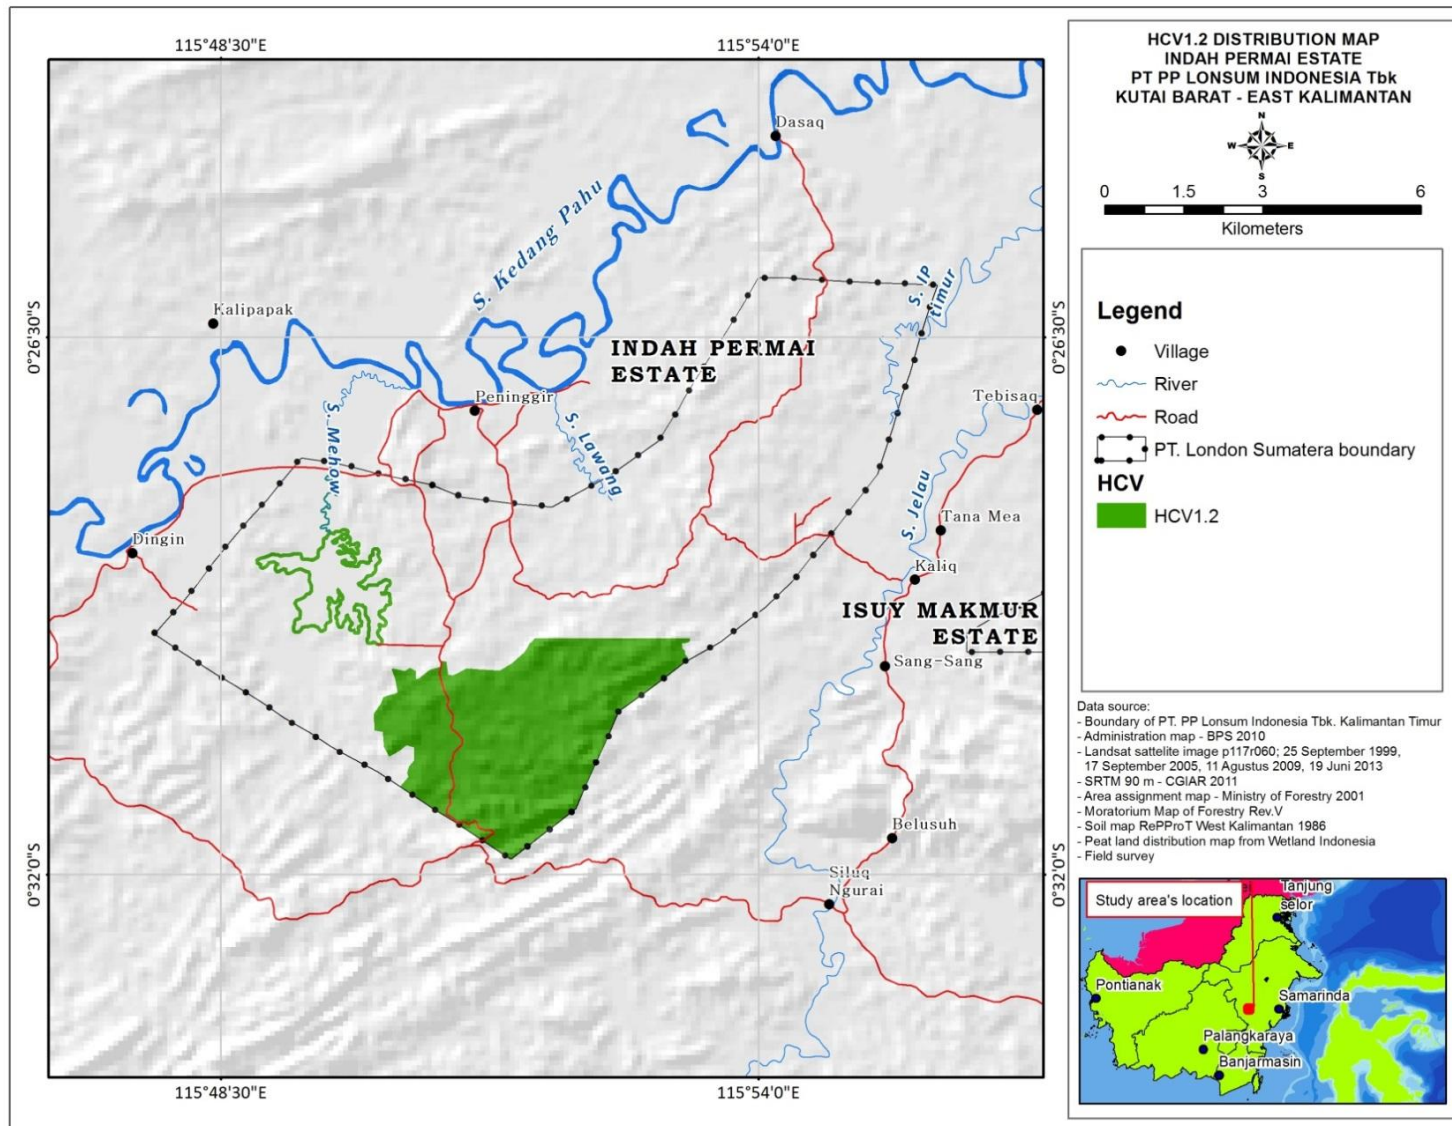 115°48'30"E
115°54'0"E
Dasaq
S. Kedang Pahu
S. IP
timur
Kalipapak
0°26'30"S
0°26'30"S
INDAH PERMAI
ESTATE
Peninggir
Tebisaq
S. Mehow
S. Lawang
S. Jelau
Tana Mea
Dingin
Kaliq
ISUY MAKMUR
ESTATE
Sang-Sang
Belusuh
0°32'0"S
0°32'0"S
Siluq
Ngurai
115°48'30"E
115°54'0"E
HCV1.2 DISTRIBUTION MAP
INDAH PERMAI ESTATE
PT PP LONSUM INDONESIA Tbk
KUTAI BARAT - EAST KALIMANTAN
N
W E
S
0 1.5 3 6
Kilometers
Legend
Village
River
Road
PT. London Sumatera boundary
HCV
HCV1.2
Data source:
- Boundary of PT. PP Lonsum Indonesia Tbk. Kalimantan Timur
- Administration map - BPS 2010
- Landsat sattelite image p117r060; 25 September 1999,
17 September 2005, 11 Agustus 2009, 19 Juni 2013
- SRTM 90 m - CGIAR 2011
- Area assignment map - Ministry of Forestry 2001
- Moratorium Map of Forestry Rev.V
- Soil map RePProT West Kalimantan 1986
- Peat land distribution map from Wetland Indonesia
- Field survey
Study area's location
Tanjung
selor
Pontianak
Samarinda
Palangkaraya
Banjarmasin